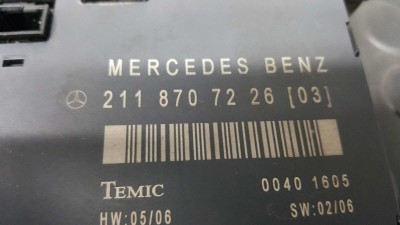 MERCEDES BENZ
211 870 72 26 [03]
TEMIC 0040 1605
HW:05/06 SW:02/06